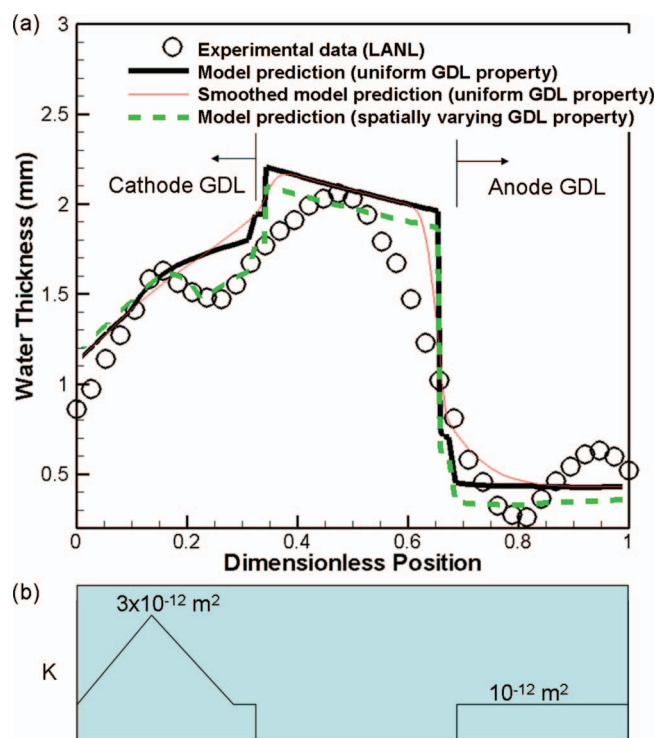 (a)
3
2.5
2
1.5
1
0.5
Water Thickness (mm)
Experimental data (LANL)
Model prediction (uniform GDL property)
Smoothed model prediction (uniform GDL property)
Model prediction (spatially varying GDL property)
Cathode GDL
Anode GDL
0 0.2 0.4 0.6 0.8 1
Dimensionless Position
(b)
3x10⁻¹² m²
K
10⁻¹² m²